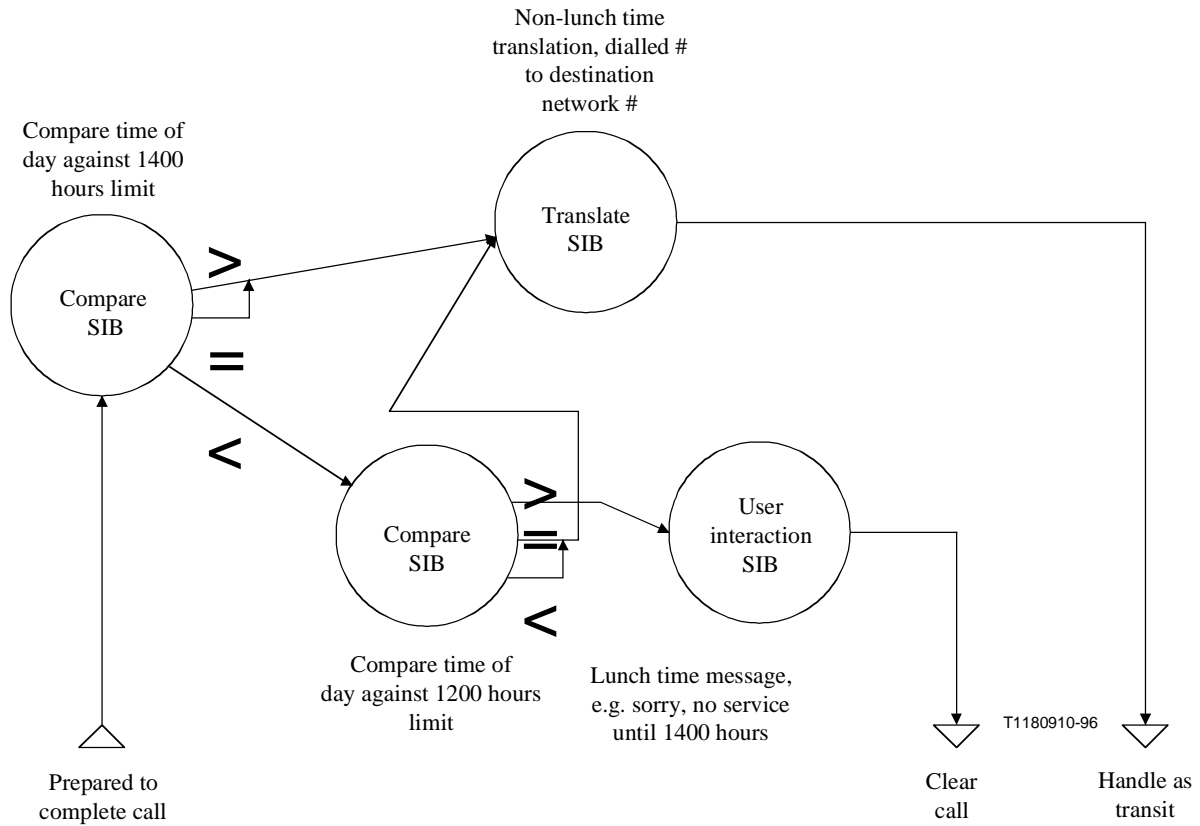 Non-lunch time
translation, dialled #
to destination
network #
Compare time of
day against 1400
hours limit
Translate
SIB
>
Compare
SIB
=
<
>
Compare
SIB
=
User
interaction
SIB
<
Compare time of
day against 1200 hours
limit
Lunch time message,
e.g. sorry, no service
until 1400 hours
T1180910-96
Prepared to
complete call
Clear
call
Handle as
transit